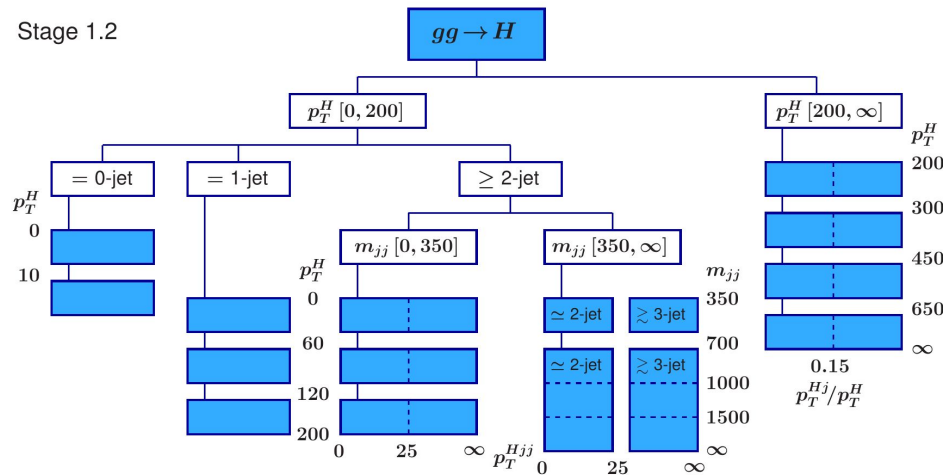 Stage 1.2
gg → H
p_T^H [0, 200]
p_T^H [200, ∞]
= 0-jet
= 1-jet
≥ 2-jet
p_T^H
0
10
m_jj [0, 350]
m_jj [350, ∞]
p_T^H
0
60
120
200
0
25
∞
≃ 2-jet
≳ 3-jet
≃ 2-jet
≳ 3-jet
m_jj
350
700
1000
1500
∞
p_T^Hjj
0
25
∞
p_T^H
200
300
450
650
∞
0.15
p_T^Hj/p_T^H